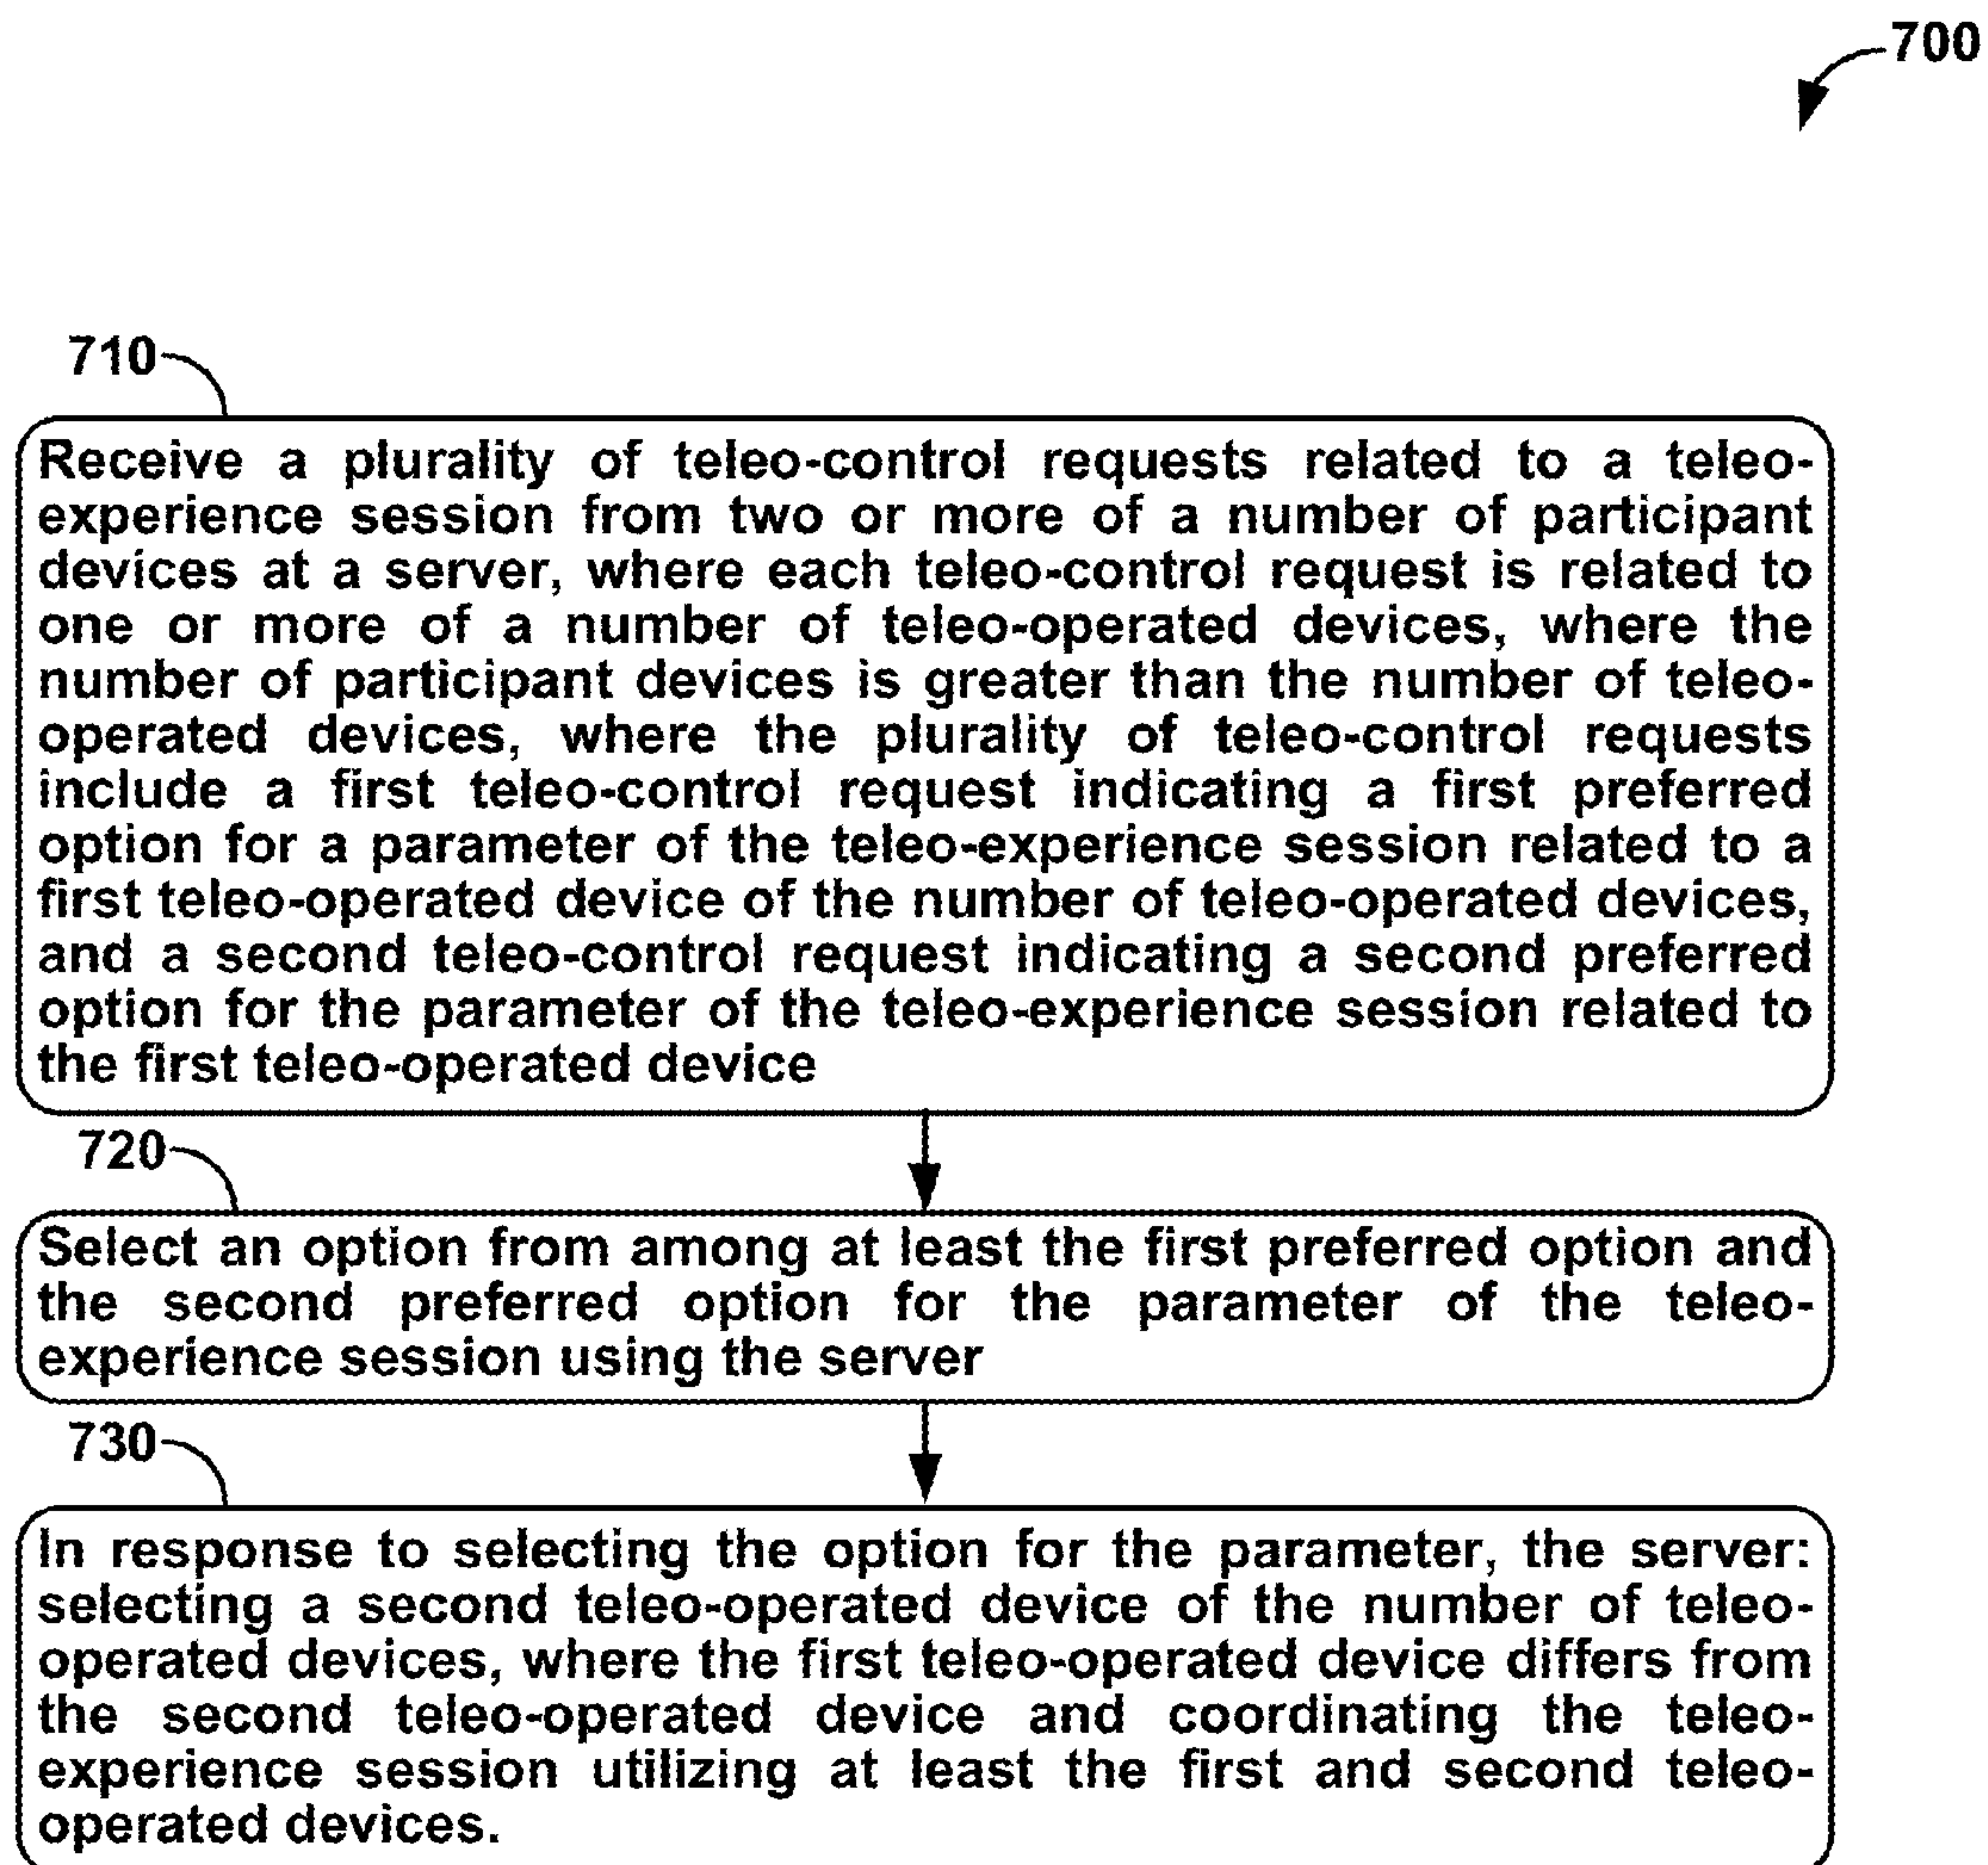 700
710
Receive a plurality of teleo-control requests related to a teleo-
experience session from two or more of a number of participant
devices at a server, where each teleo-control request is related to
one or more of a number of teleo-operated devices, where the
number of participant devices is greater than the number of teleo-
operated devices, where the plurality of teleo-control requests
include a first teleo-control request indicating a first preferred
option for a parameter of the teleo-experience session related to a
first teleo-operated device of the number of teleo-operated devices,
and a second teleo-control request indicating a second preferred
option for the parameter of the teleo-experience session related to
the first teleo-operated device
720
Select an option from among at least the first preferred option and
the second preferred option for the parameter of the teleo-
experience session using the server
730
In response to selecting the option for the parameter, the server:
selecting a second teleo-operated device of the number of teleo-
operated devices, where the first teleo-operated device differs from
the second teleo-operated device and coordinating the teleo-
experience session utilizing at least the first and second teleo-
operated devices.